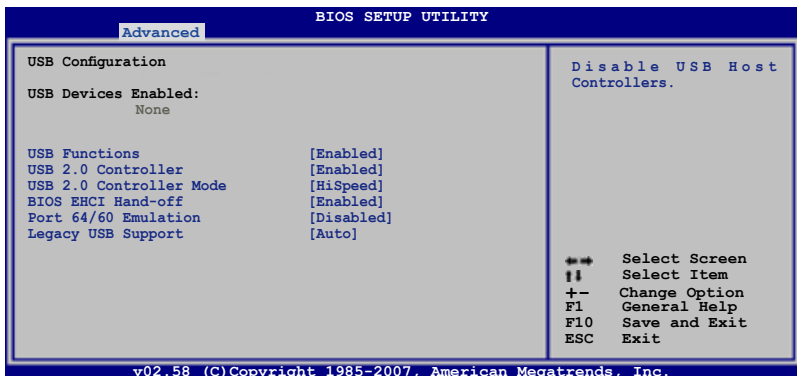 BIOS SETUP UTILITY
Advanced
USB Configuration
USB Devices Enabled:
None
USB Functions [Enabled]
USB 2.0 Controller [Enabled]
USB 2.0 Controller Mode [HiSpeed]
BIOS EHCI Hand-off [Enabled]
Port 64/60 Emulation [Disabled]
Legacy USB Support [Auto]
Disable USB Host
Controllers.
Select Screen
Select Item
+- Change Option
F1 General Help
F10 Save and Exit
ESC Exit
v02.58 (C)Copyright 1985-2007, American Megatrends, Inc.